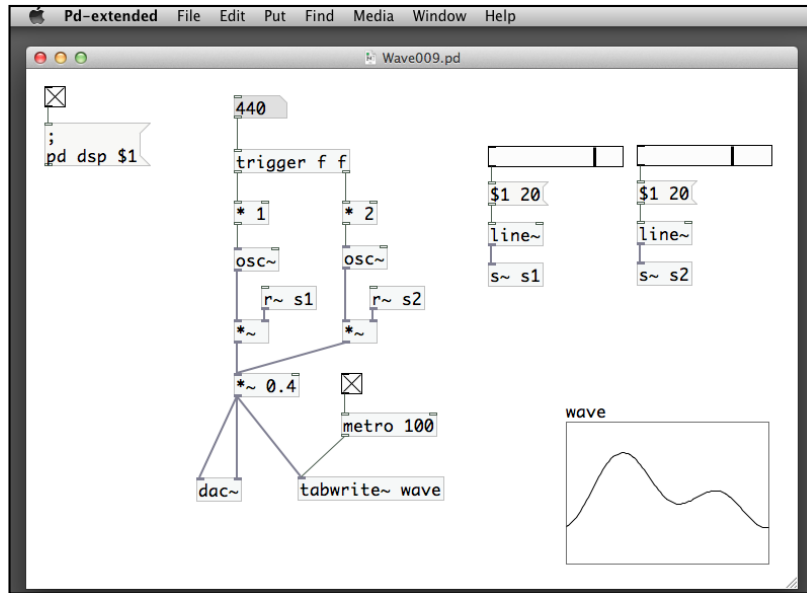 Pd-extended File Edit Put Find Media Window Help
Wave009.pd
;
pd dsp $1
440
trigger f f
* 1
* 2
osc~
osc~
r~ s1
r~ s2
*~
*~
*~ 0.4
metro 100
dac~
tabwrite~ wave
$1 20
$1 20
line~
line~
s~ s1
s~ s2
wave